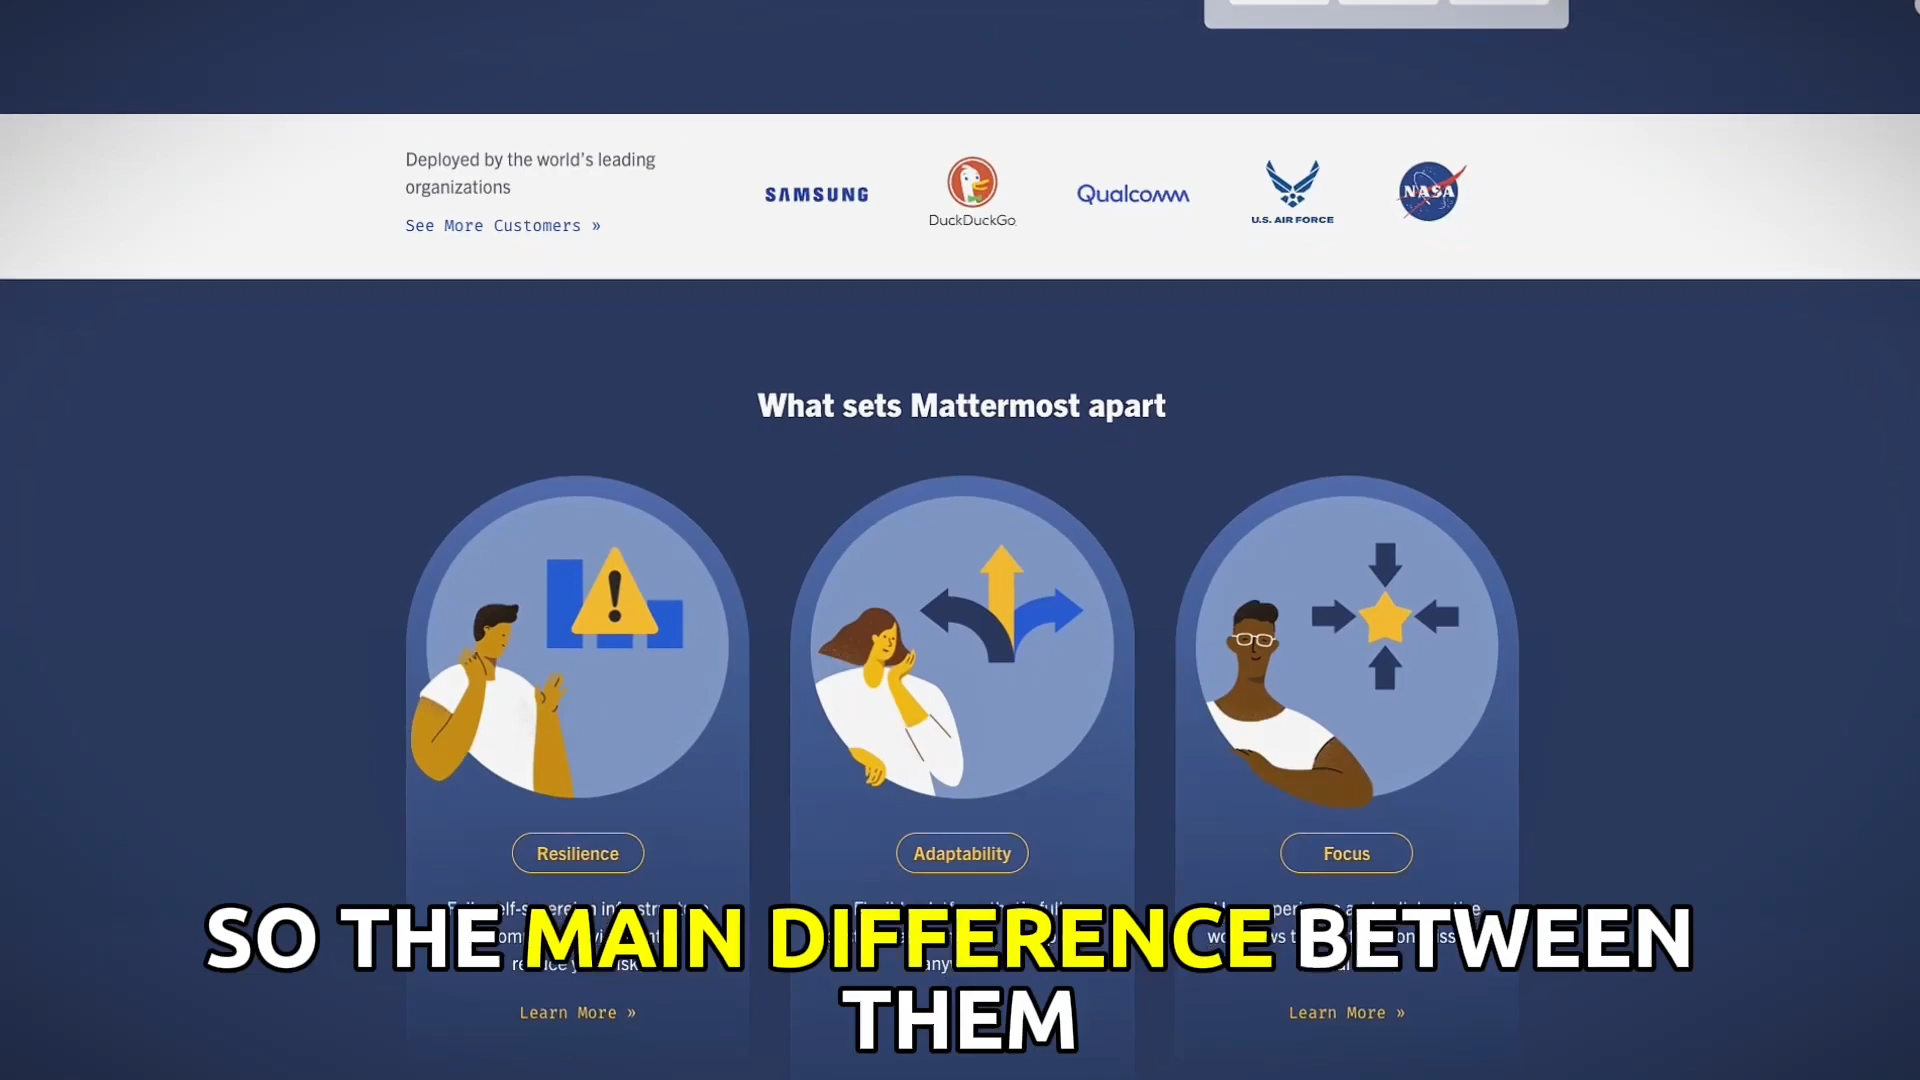 Deployed by the world's leading
organizations
See More Customers »
SAMSUNG
DuckDuckGo
Qualcomm
U.S. AIR FORCE
NASA
What sets Mattermost apart
Resilience
Adaptability
Focus
SO THE MAIN DIFFERENCE BETWEEN
THEM
Learn More »
Learn More »